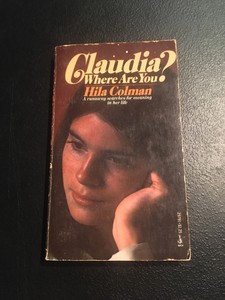 Claudia?
Where Are You?
Hila Colman
A runaway searches for meaning
in her life